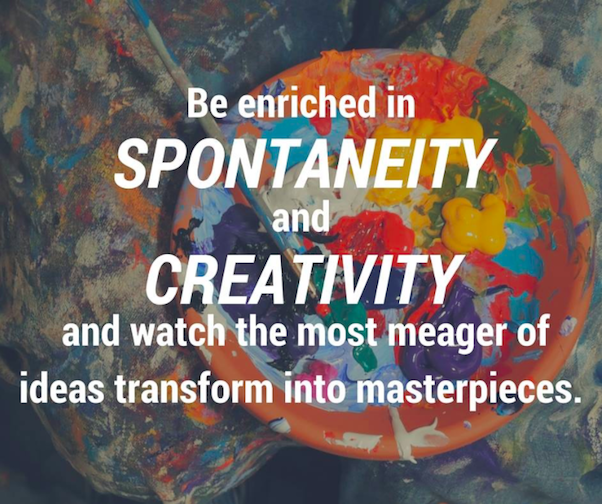 Be enriched in
SPONTANEITY
and
CREATIVITY
and watch the most meager of
ideas transform into masterpieces.